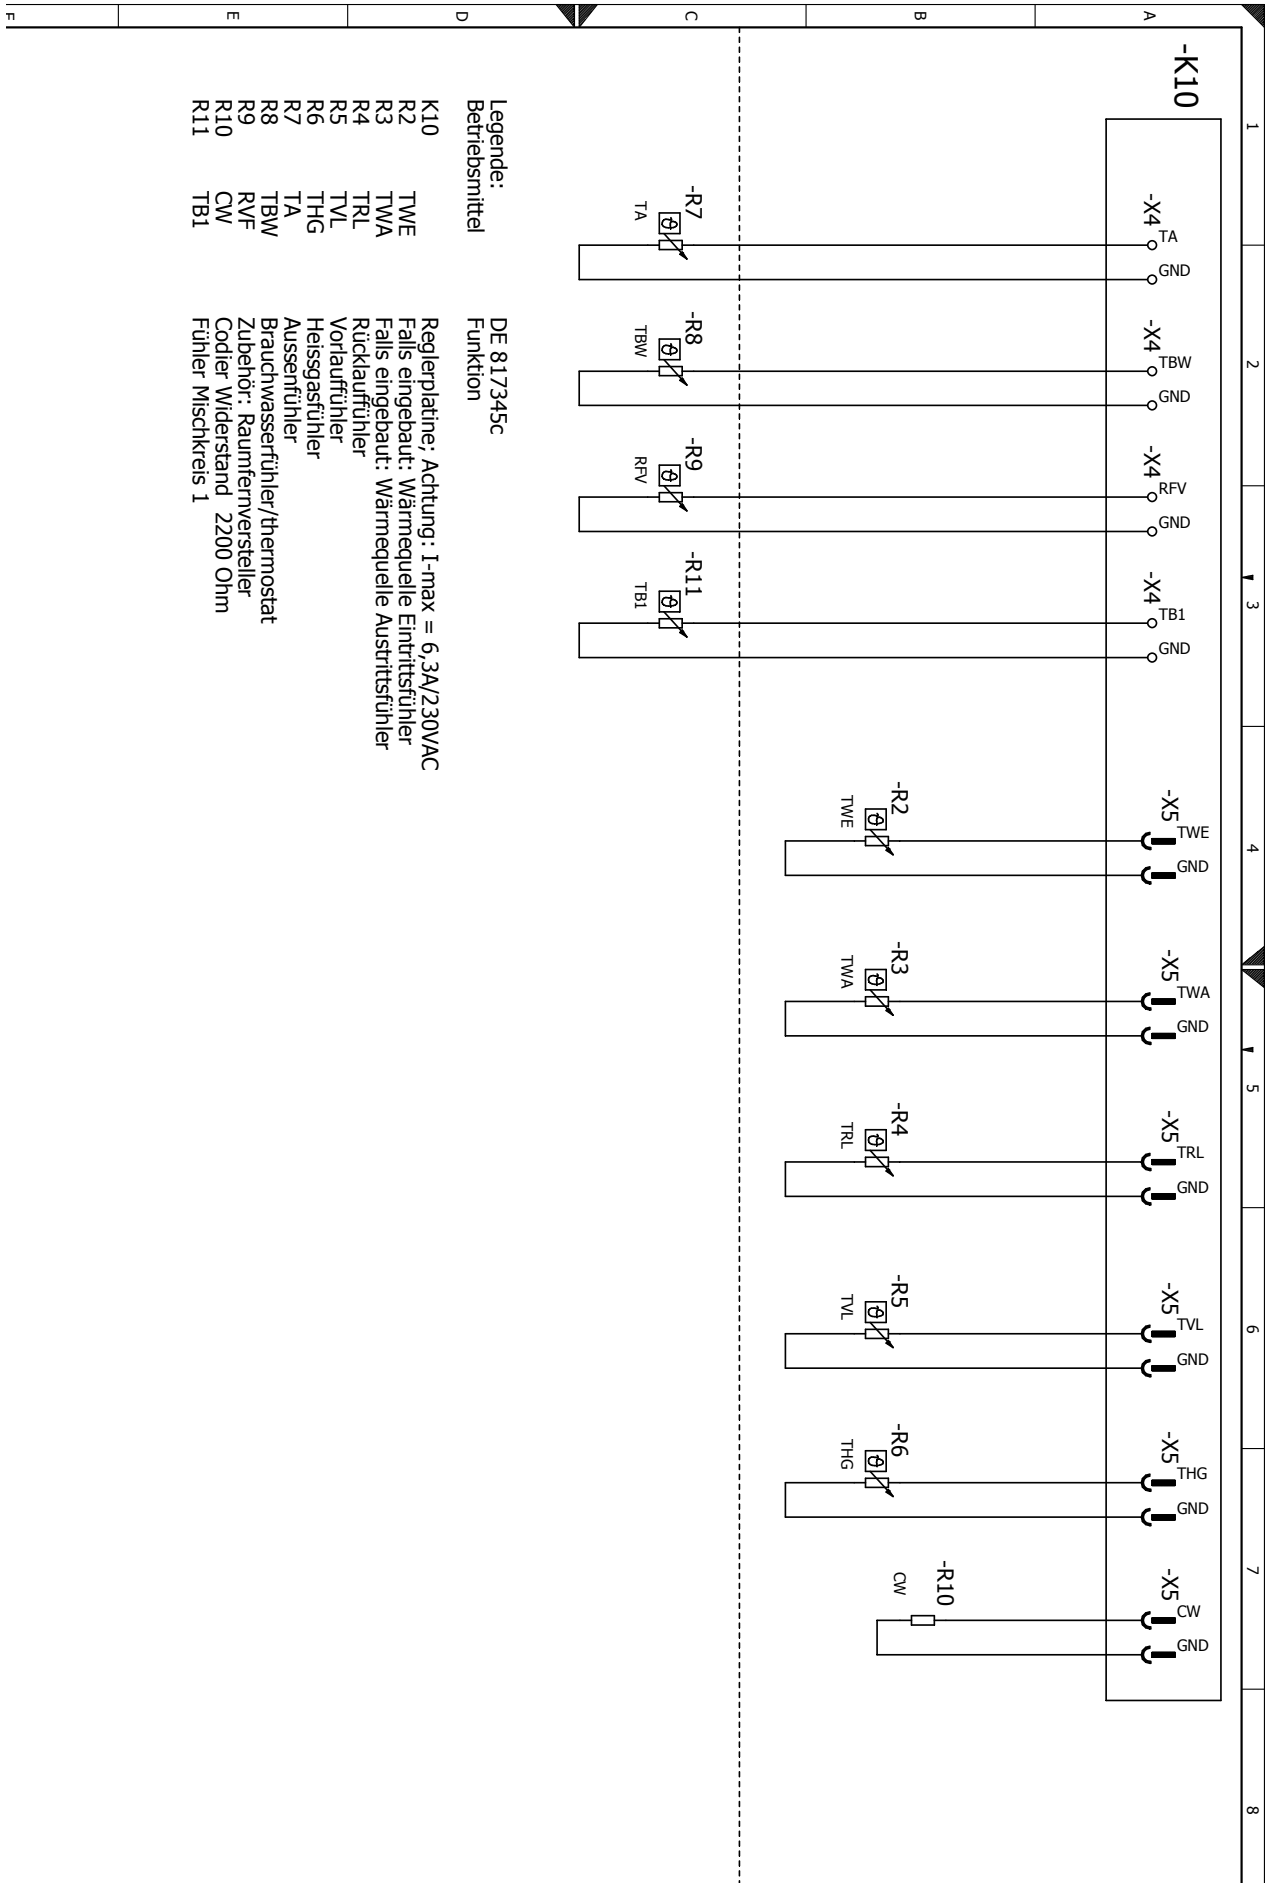 1 2 3 4 5 6 7 8
A
B
C
D
E
F
-K10
-X4 TA GND
-X4 TBW GND
-X4 RFV GND
-X4 TB1 GND
-X5 TWE GND
-X5 TWA GND
-X5 TRL GND
-X5 TVL GND
-X5 THG GND
-X5 CW GND
-R2 TWE
-R3 TWA
-R4 TRL
-R5 TVL
-R6 THG
-R10 CW
-R7 TA
-R8 TBW
-R9 RFV
-R11 TB1
Legende: DE 817345c
Betriebsmittel Funktion
K10 Reglerplatine; Achtung: I-max = 6,3A/230VAC
R2 TWE Falls eingebaut: Wärmequelle Eintrittsfühler
R3 TWA Falls eingebaut: Wärmequelle Austrittsfühler
R4 TRL Rücklauffühler
R5 TVL Vorlauffühler
R6 THG Heissgasfühler
R7 TA Aussenfühler
R8 TBW Brauchwasserfühler/thermostat
R9 RVF Zubehör: Raumfernversteller
R10 CW Codier Widerstand 2200 Ohm
R11 TB1 Fühler Mischkreis 1